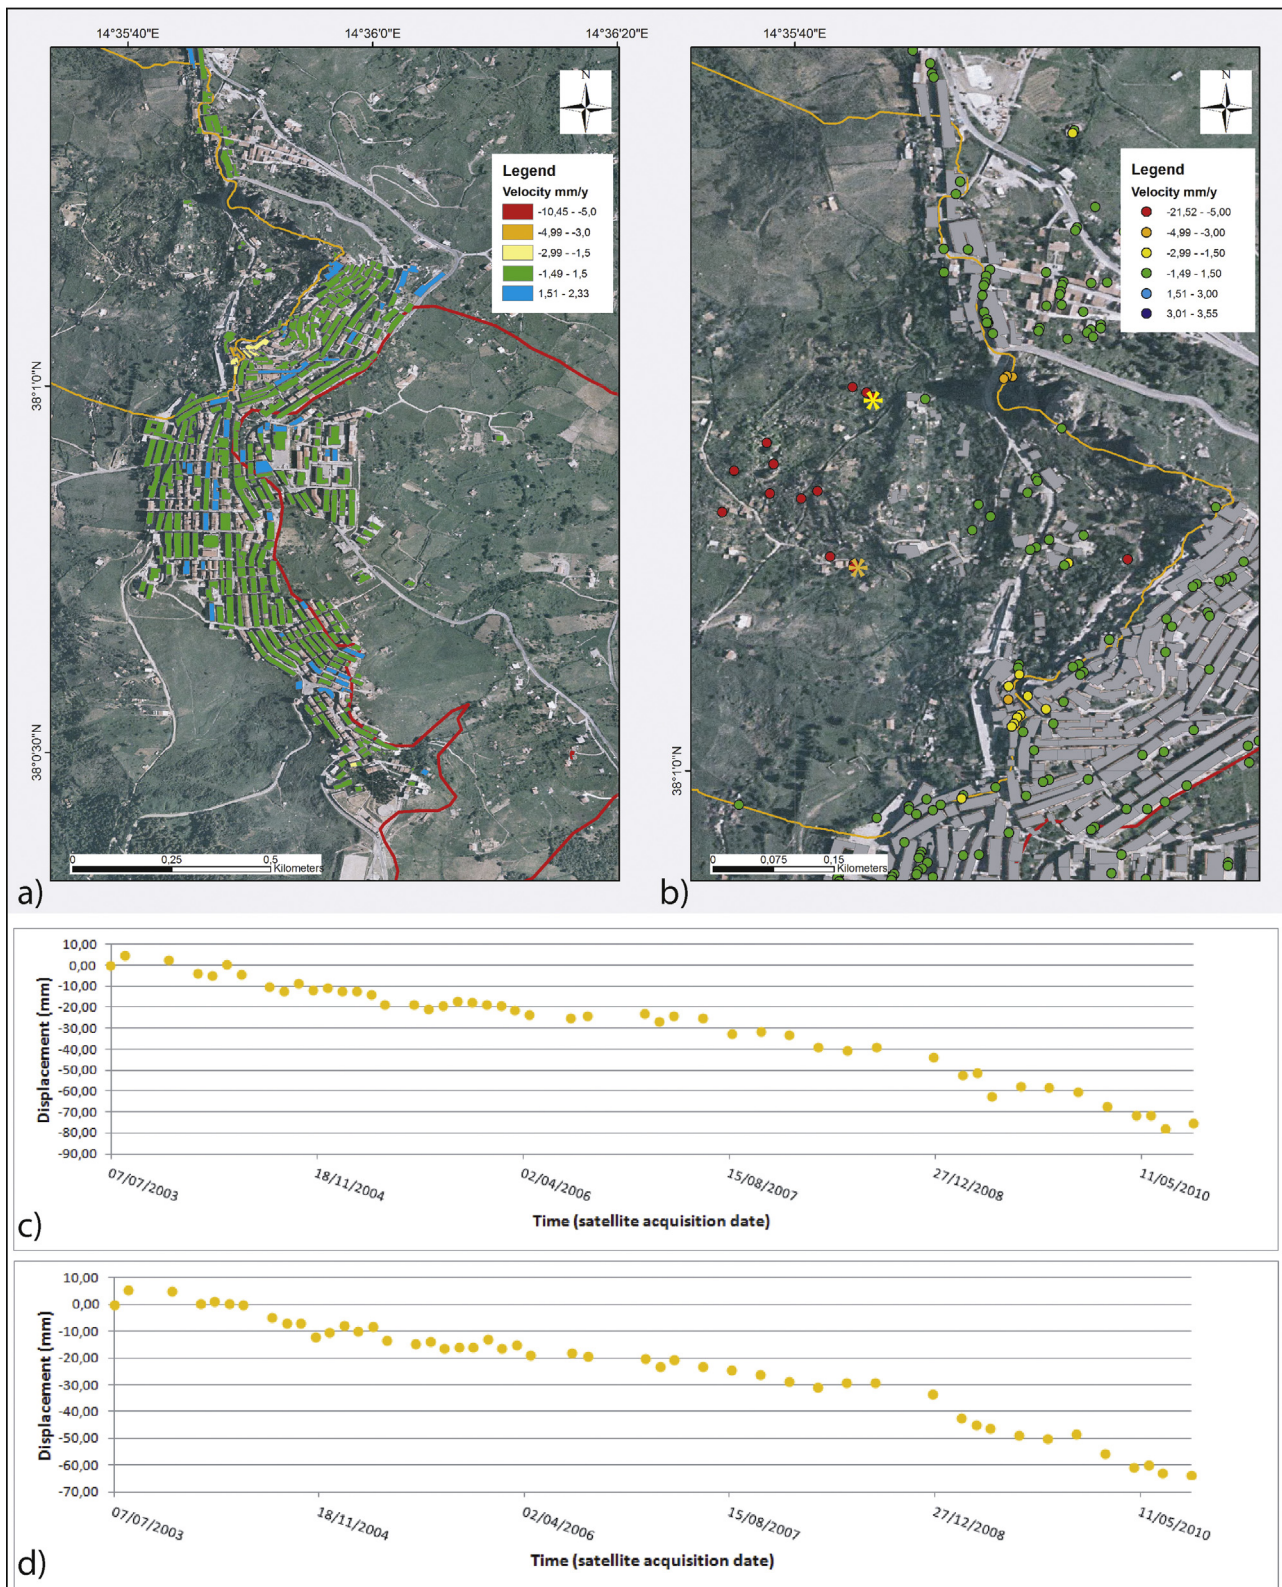 14°35'40"E
14°36'0"E
14°36'20"E
N
Legend
Velocity mm/y
-10,45 - -5,0
-4,99 - -3,0
-2,99 - -1,5
-1,49 - 1,5
1,51 - 2,33
38°1'0"N
38°0'30"N
0
0,25
0,5
Kilometers
a)
14°35'40"E
N
Legend
Velocity mm/y
-21,52 - -5,00
-4,99 - -3,00
-2,99 - -1,50
-1,49 - 1,50
1,51 - 3,00
3,01 - 3,55
38°1'0"N
0
0,075
0,15
Kilometers
b)
10,00
0,00
-10,00
-20,00
-30,00
-40,00
-50,00
-60,00
-70,00
-80,00
-90,00
Displacement (mm)
07/07/2003
18/11/2004
02/04/2006
15/08/2007
27/12/2008
11/05/2010
Time (satellite acquisition date)
c)
10,00
0,00
-10,00
-20,00
-30,00
-40,00
-50,00
-60,00
-70,00
Displacement (mm)
07/07/2003
18/11/2004
02/04/2006
15/08/2007
27/12/2008
11/05/2010
Time (satellite acquisition date)
d)